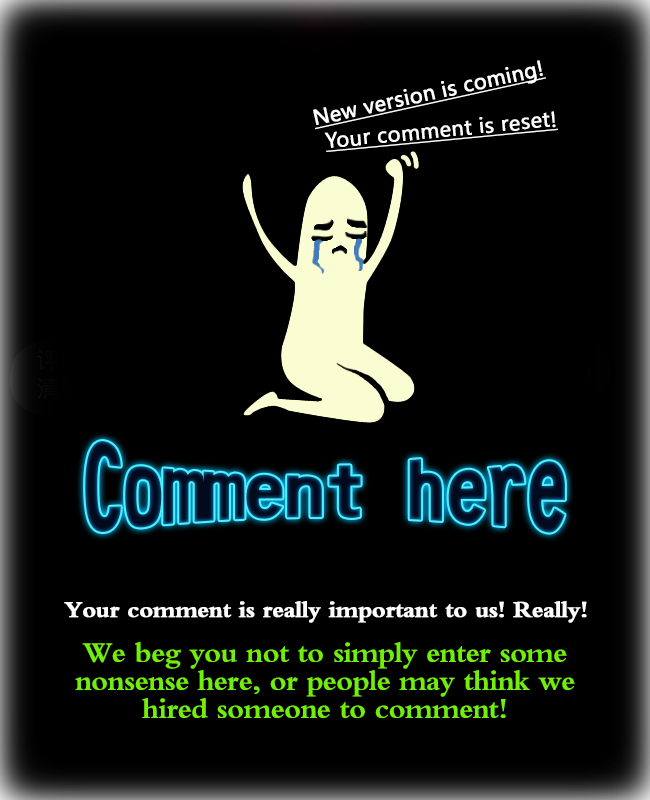 New version is coming!
Your comment is reset!
Comment here
Your comment is really important to us! Really!
We beg you not to simply enter some
nonsense here, or people may think we
hired someone to comment!